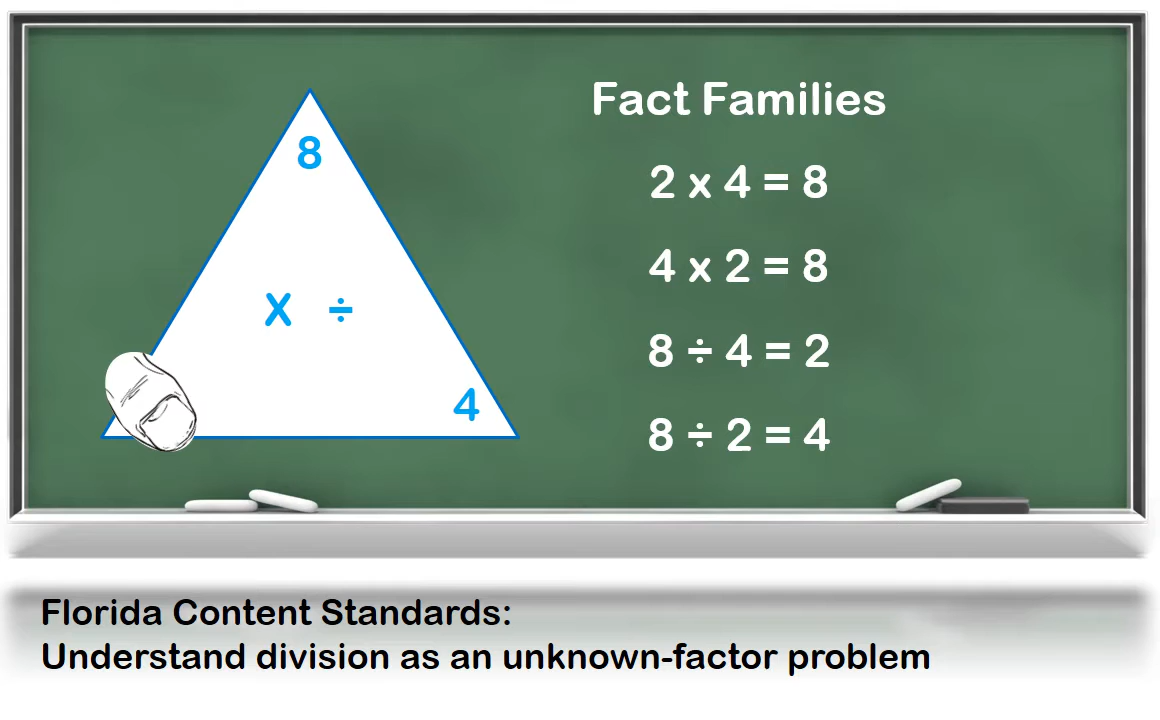 8
X ÷
4
Fact Families
2 x 4 = 8
4 x 2 = 8
8 ÷ 4 = 2
8 ÷ 2 = 4
Florida Content Standards:
Understand division as an unknown-factor problem